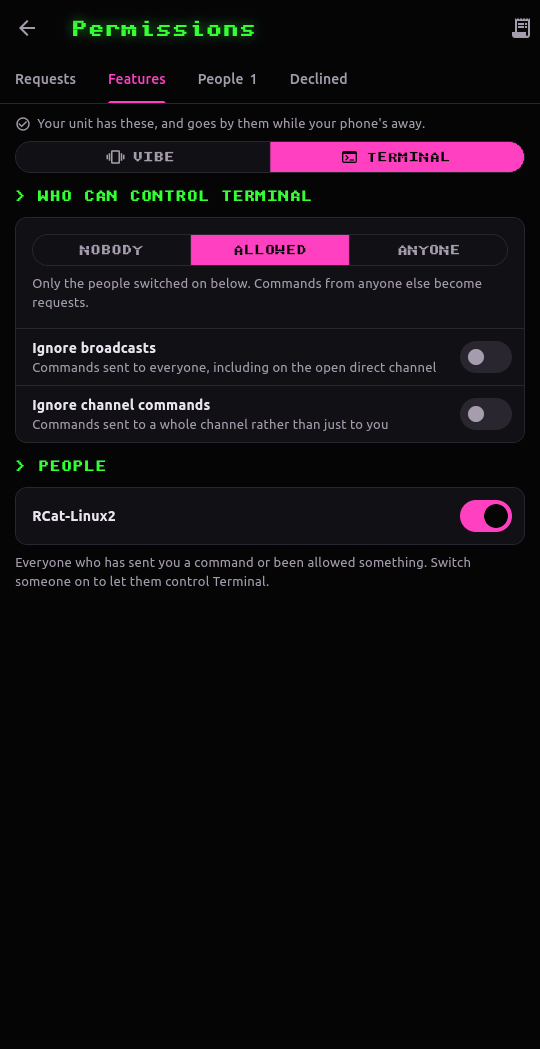 Permissions
Requests
Features
People 1
Declined
Your unit has these, and goes by them while your phone's away.
VIBE
TERMINAL
> WHO CAN CONTROL TERMINAL
NOBODY
ALLOWED
ANYONE
Only the people switched on below. Commands from anyone else become
requests.
Ignore broadcasts
Commands sent to everyone, including on the open direct channel
Ignore channel commands
Commands sent to a whole channel rather than just to you
> PEOPLE
RCat-Linux2
Everyone who has sent you a command or been allowed something. Switch
someone on to let them control Terminal.